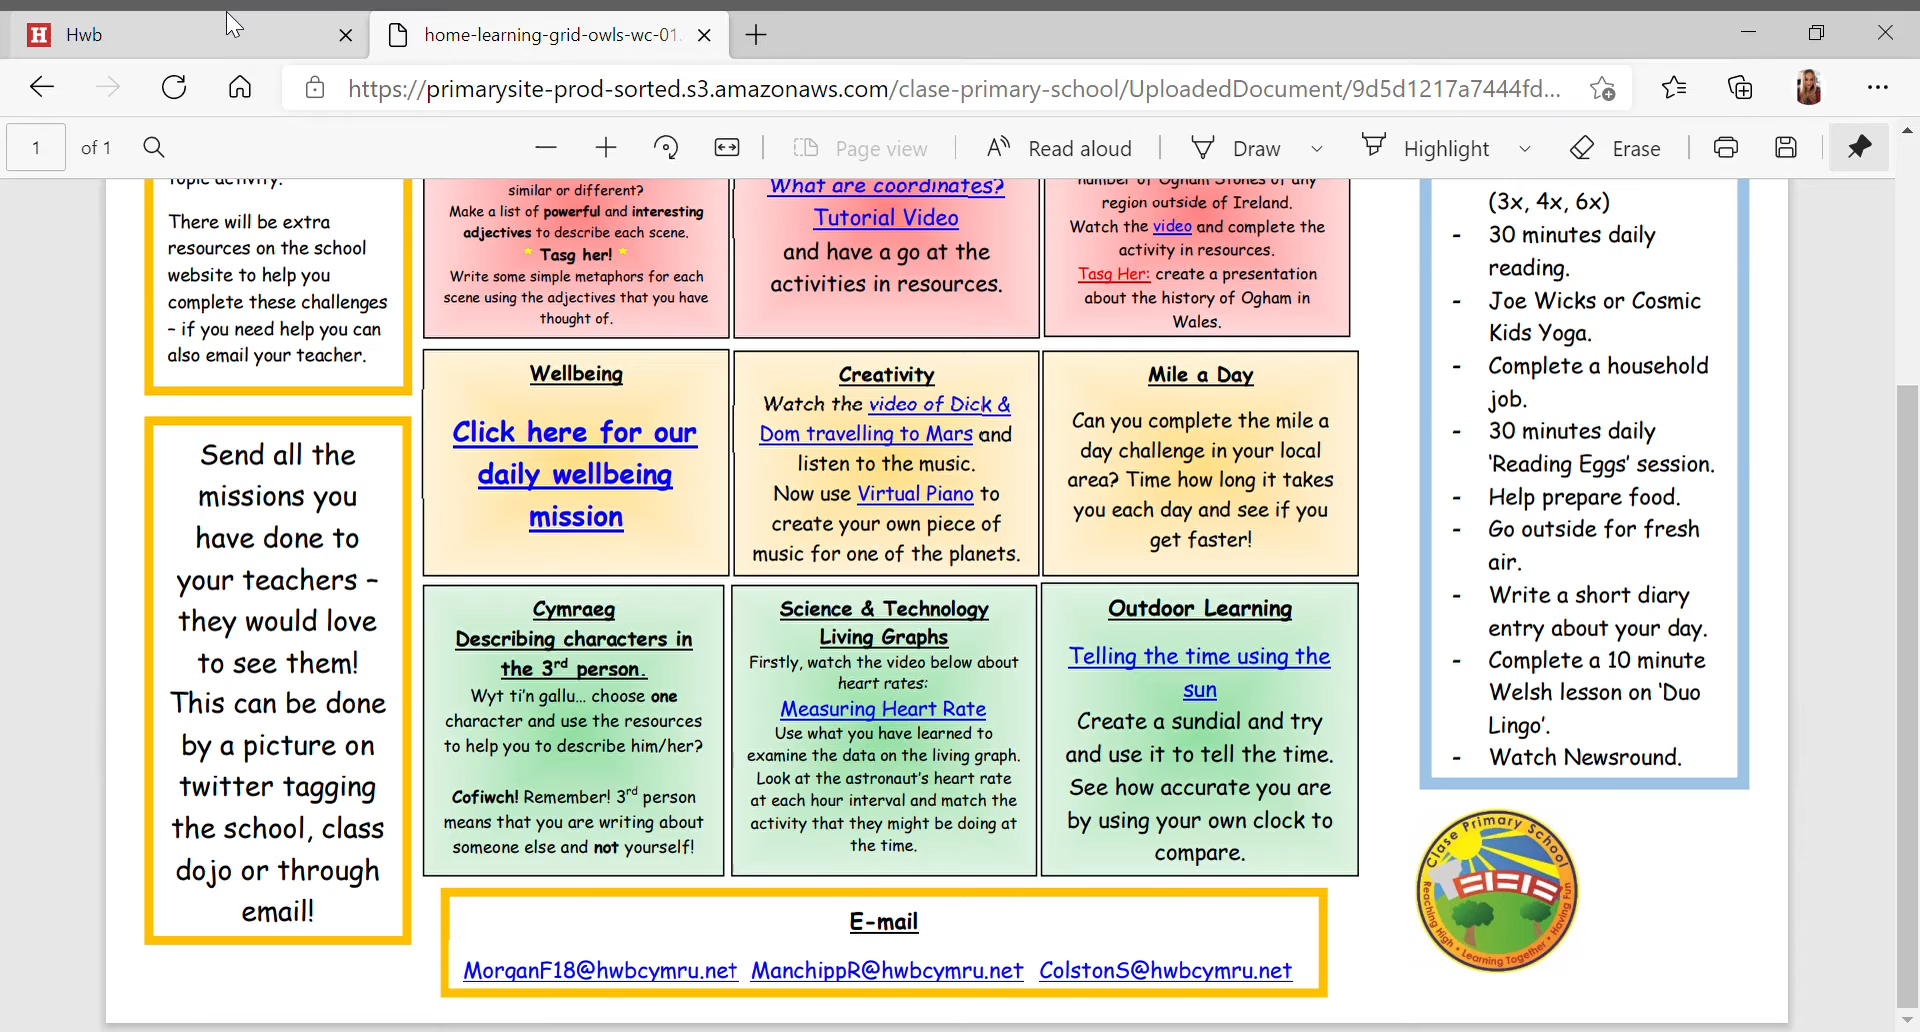 Hwb
home-learning-grid-owls-wc-01.
https://primarysite-prod-sorted.s3.amazonaws.com/clase-primary-school/UploadedDocument/9d5d1217a7444fd...
1 of 1
Page view
Read aloud
Draw
Highlight
Erase
Topic activity.
There will be extra
resources on the school
website to help you
complete these challenges
– if you need help you can
also email your teacher.
Send all the
missions you
have done to
your teachers –
they would love
to see them!
This can be done
by a picture on
twitter tagging
the school, class
dojo or through
email!
similar or different?
Make a list of powerful and interesting
adjectives to describe each scene.
* Tasg her! *
Write some simple metaphors for each
scene using the adjectives that you have
thought of.
What are coordinates?
Tutorial Video
and have a go at the
activities in resources.
number of Ogham Stones of any
region outside of Ireland.
Watch the video and complete the
activity in resources.
Tasg Her: create a presentation
about the history of Ogham in
Wales.
Wellbeing
Click here for our
daily wellbeing
mission
Creativity
Watch the video of Dick &
Dom travelling to Mars and
listen to the music.
Now use Virtual Piano to
create your own piece of
music for one of the planets.
Mile a Day
Can you complete the mile a
day challenge in your local
area? Time how long it takes
you each day and see if you
get faster!
Cymraeg
Describing characters in
the 3rd person.
Wyt ti'n gallu... choose one
character and use the resources
to help you to describe him/her?
Cofiwch! Remember! 3rd person
means that you are writing about
someone else and not yourself!
Science & Technology
Living Graphs
Firstly, watch the video below about
heart rates:
Measuring Heart Rate
Use what you have learned to
examine the data on the living graph.
Look at the astronaut's heart rate
at each hour interval and match the
activity that they might be doing at
the time.
Outdoor Learning
Telling the time using the
sun
Create a sundial and try
and use it to tell the time.
See how accurate you are
by using your own clock to
compare.
E-mail
MorganF18@hwbcymru.net ManchippR@hwbcymru.net ColstonS@hwbcymru.net
(3x, 4x, 6x)
- 30 minutes daily
reading.
- Joe Wicks or Cosmic
Kids Yoga.
- Complete a household
job.
- 30 minutes daily
'Reading Eggs' session.
- Help prepare food.
- Go outside for fresh
air.
- Write a short diary
entry about your day.
- Complete a 10 minute
Welsh lesson on 'Duo
Lingo'.
- Watch Newsround.
Clase Primary School
Reaching High • Learning Together • Having Fun